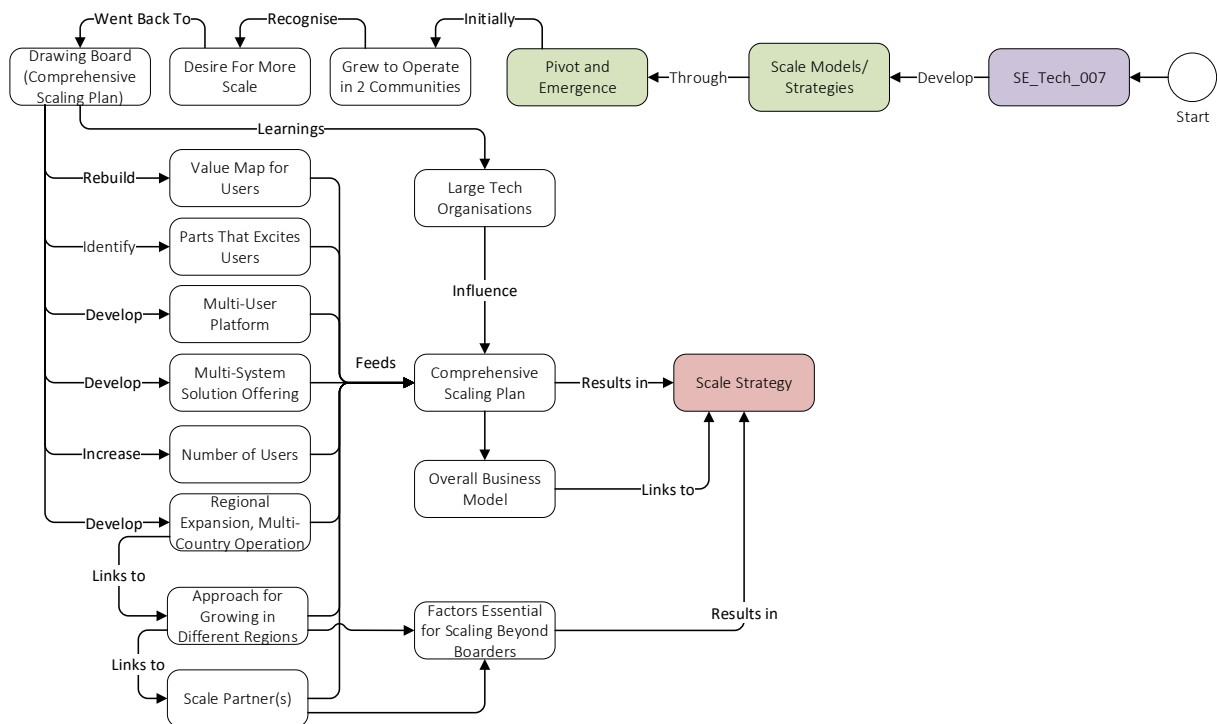 Went Back To
Recognise
Initially
Drawing Board
(Comprehensive
Scaling Plan)
Desire For More
Scale
Grew to Operate
in 2 Communities
Pivot and
Emergence
Through
Scale Models/
Strategies
Develop
SE_Tech_007
Start
Learnings
Rebuild
Value Map for
Users
Large Tech
Organisations
Identify
Parts That Excites
Users
Influence
Develop
Multi-User
Platform
Develop
Multi-System
Solution Offering
Feeds
Comprehensive
Scaling Plan
Results in
Scale Strategy
Increase
Number of Users
Overall Business
Model
Links to
Develop
Regional
Expansion, Multi-
Country Operation
Links to
Approach for
Growing in
Different Regions
Factors Essential
for Scaling Beyond
Boarders
Results in
Links to
Scale Partner(s)